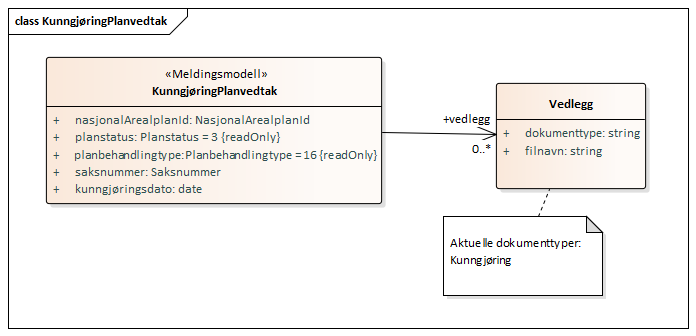 class KunngjøringPlanvedtak
«Meldingsmodell»
KunngjøringPlanvedtak
+ nasjonalArealplanId: NasjonalArealplanId
+ planstatus: Planstatus = 3 {readOnly}
+ planbehandlingtype:Planbehandlingtype = 16 {readOnly}
+ saksnummer: Saksnummer
+ kunngjøringsdato: date
+vedlegg
0..*
Vedlegg
+ dokumenttype: string
+ filnavn: string
Aktuelle dokumenttyper:
Kunngjøring